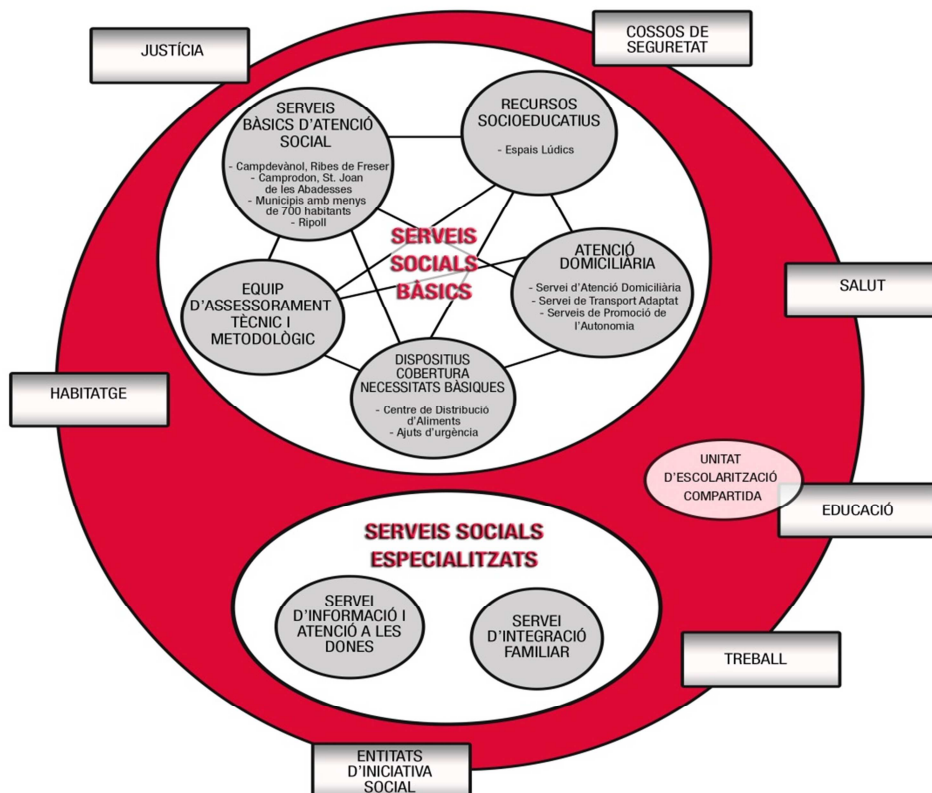 JUSTÍCIA
COSSOS DE
SEGURETAT
SERVEIS
BÀSICS D'ATENCIÓ
SOCIAL
- Campdevànol, Ribes de Freser
- Camprodon, St. Joan
de les Abadesses
- Municipis amb menys
de 700 habitants
- Ripoll
RECURSOS
SOCIOEDUCATIUS
- Espais Lúdics
SERVEIS
SOCIALS
BÀSICS
ATENCIÓ
DOMICILIÀRIA
- Servei d'Atenció Domiciliària
- Servei de Transport Adaptat
- Serveis de Promoció de
l'Autonomia
EQUIP
D'ASSESSORAMENT
TÈCNIC I
METODOLÒGIC
DISPOSITIUS
COBERTURA
NECESSITATS BÀSIQUES
- Centre de Distribució
d'Aliments
- Ajuts d'urgència
SALUT
HABITATGE
UNITAT
D'ESCOLARITZACIÓ
COMPARTIDA
EDUCACIÓ
SERVEIS SOCIALS
ESPECIALITZATS
SERVEI
D'INFORMACIÓ I
ATENCIÓ A LES
DONES
SERVEI
D'INTEGRACIÓ
FAMILIAR
TREBALL
ENTITATS
D'INICIATIVA
SOCIAL